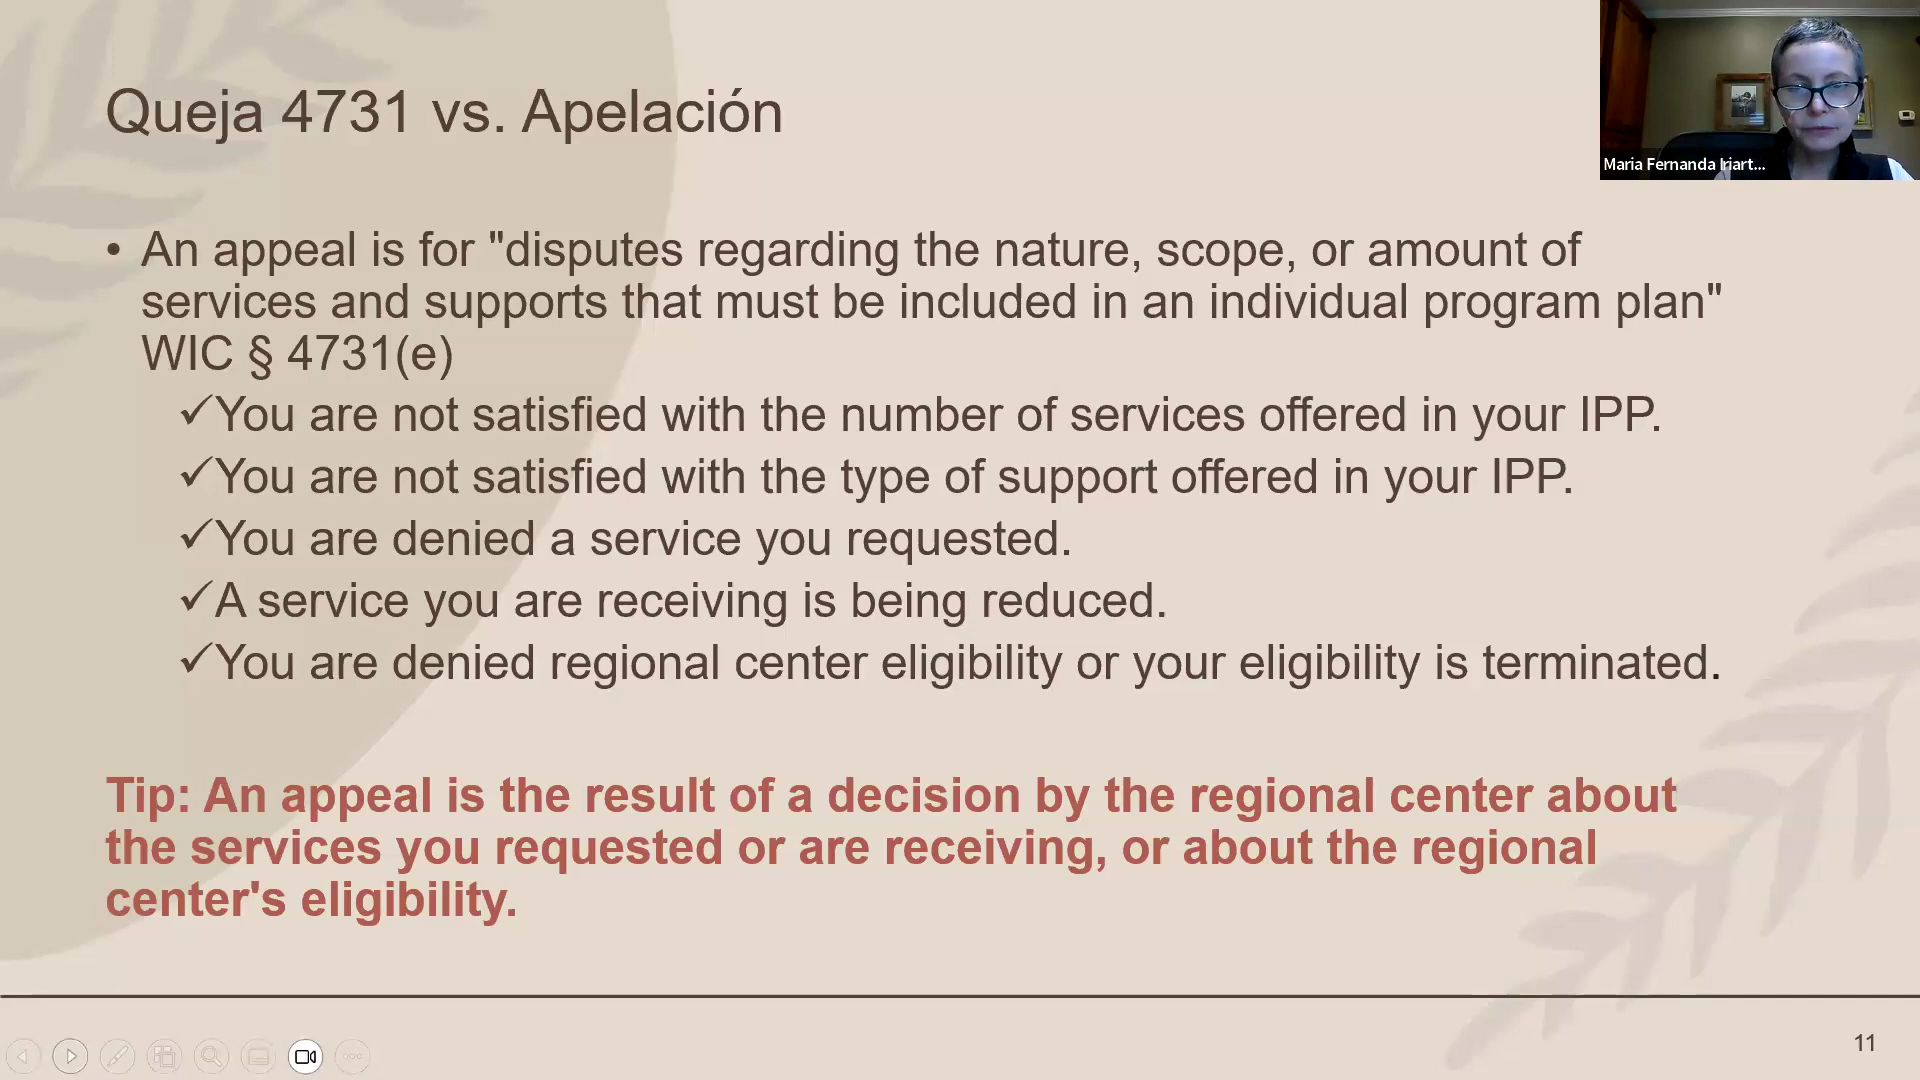 Queja 4731 vs. Apelación
Maria Fernanda Iriart...
• An appeal is for "disputes regarding the nature, scope, or amount of
services and supports that must be included in an individual program plan"
WIC § 4731(e)
✓You are not satisfied with the number of services offered in your IPP.
✓You are not satisfied with the type of support offered in your IPP.
✓You are denied a service you requested.
✓A service you are receiving is being reduced.
✓You are denied regional center eligibility or your eligibility is terminated.
Tip: An appeal is the result of a decision by the regional center about
the services you requested or are receiving, or about the regional
center's eligibility.
11